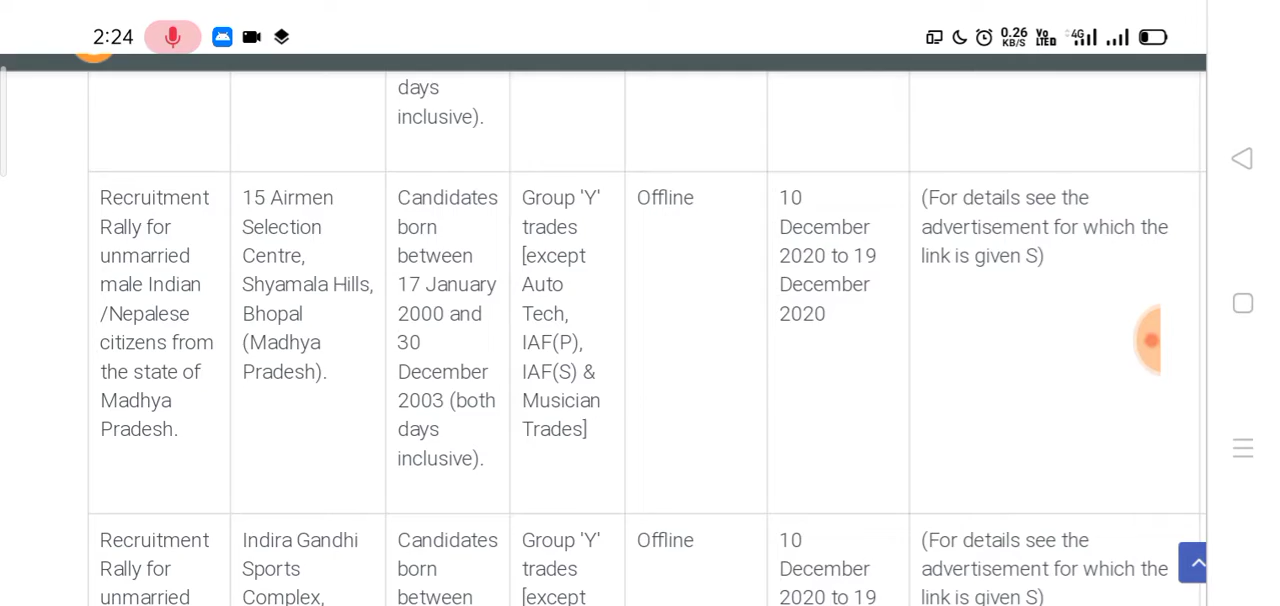 2:24
0.26
KB/S
Vo
LTE
4G
days
inclusive).
Recruitment
Rally for
unmarried
male Indian
/Nepalese
citizens from
the state of
Madhya
Pradesh.
15 Airmen
Selection
Centre,
Shyamala Hills,
Bhopal
(Madhya
Pradesh).
Candidates
born
between
17 January
2000 and
30
December
2003 (both
days
inclusive).
Group 'Y'
trades
[except
Auto
Tech,
IAF(P),
IAF(S) &
Musician
Trades]
Offline
10
December
2020 to 19
December
2020
(For details see the
advertisement for which the
link is given S)
Recruitment
Rally for
unmarried
Indira Gandhi
Sports
Complex,
Candidates
born
between
Group 'Y'
trades
[except
Offline
10
December
2020 to 19
(For details see the
advertisement for which the
link is given S)